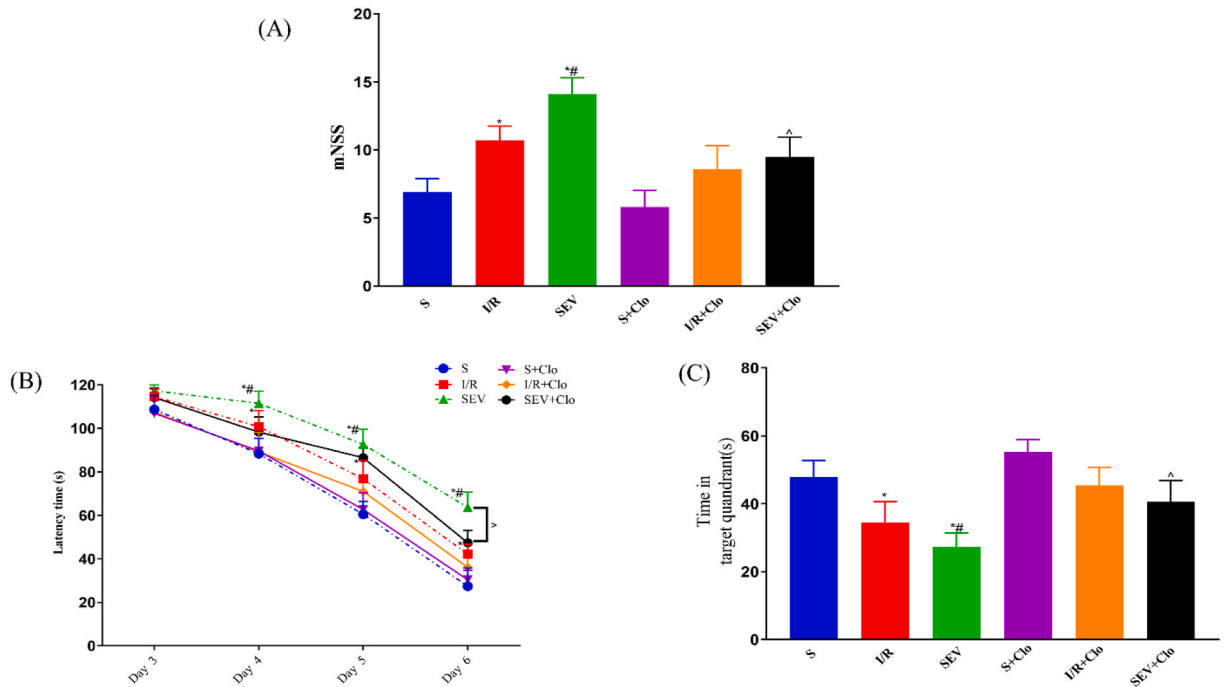 (A)
20
15
10
5
0
mNSS
*
*#
^
S
I/R
SEV
S+Clo
I/R+Clo
SEV+Clo
(B)
S
I/R
SEV
S+Clo
I/R+Clo
SEV+Clo
120
100
80
60
40
20
0
Latency time (s)
*#
*
*#
*
*#
*
^
Day 3
Day 4
Day 5
Day 6
(C)
80
60
40
20
0
Time in
target quandrant(s)
*
*#
^
S
I/R
SEV
S+Clo
I/R+Clo
SEV+Clo